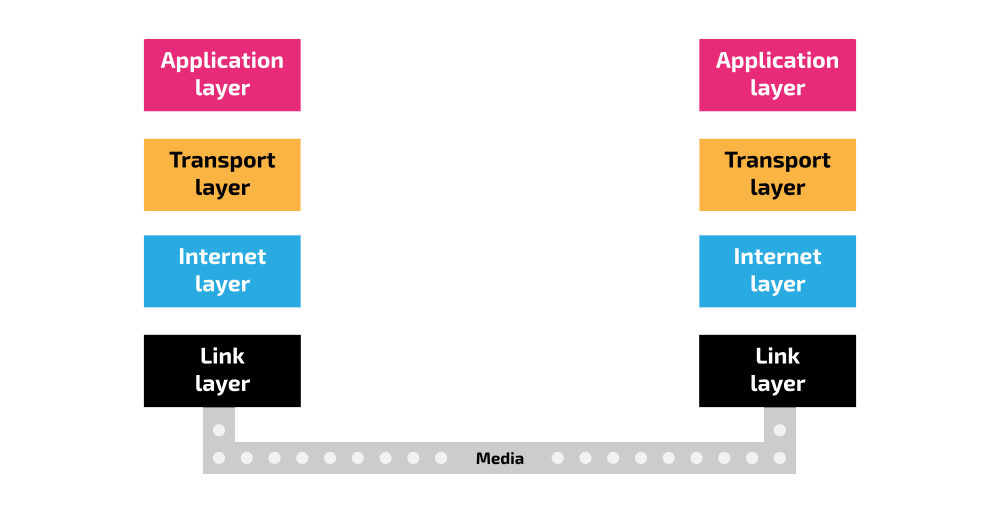 Application
layer
Transport
layer
Internet
layer
Link
layer
Application
layer
Transport
layer
Internet
layer
Link
layer
Media